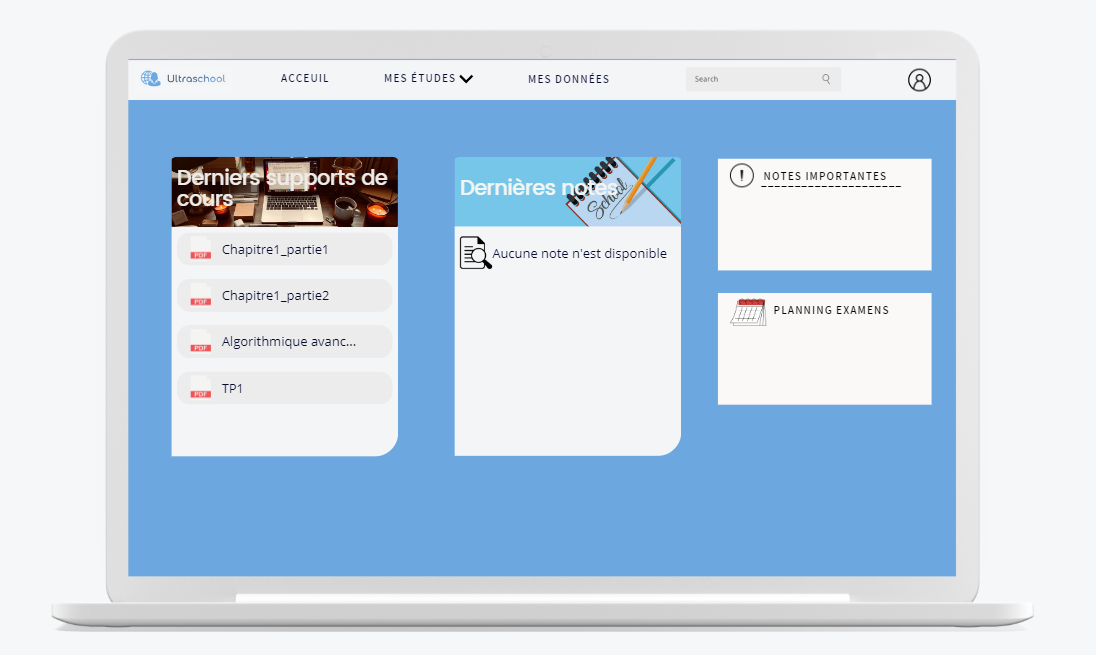 Ultraschool
ACCEUIL
MES ÉTUDES
MES DONNÉES
Search
Derniers supports de
cours
PDF Chapitre1_partie1
PDF Chapitre1_partie2
PDF Algorithmique avanc...
PDF TP1
Dernières notes
School
Aucune note n'est disponible
NOTES IMPORTANTES
PLANNING EXAMENS